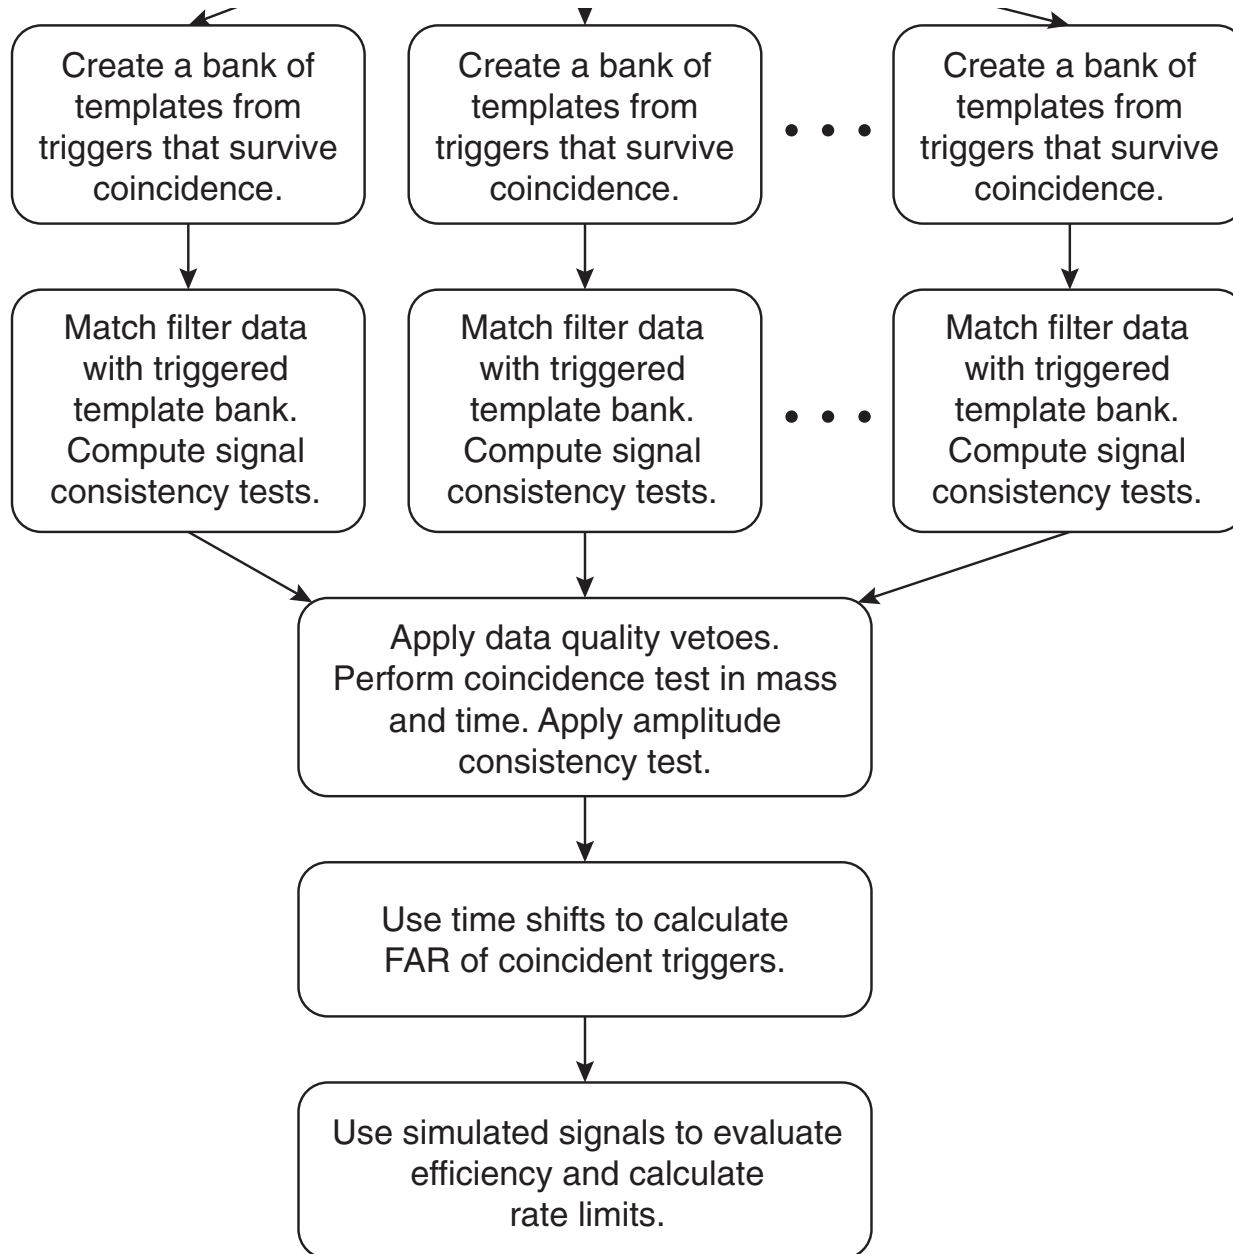 Create a bank of
templates from
triggers that survive
coincidence.
Create a bank of
templates from
triggers that survive
coincidence.
Create a bank of
templates from
triggers that survive
coincidence.
Match filter data
with triggered
template bank.
Compute signal
consistency tests.
Match filter data
with triggered
template bank.
Compute signal
consistency tests.
Match filter data
with triggered
template bank.
Compute signal
consistency tests.
Apply data quality vetoes.
Perform coincidence test in mass
and time. Apply amplitude
consistency test.
Use time shifts to calculate
FAR of coincident triggers.
Use simulated signals to evaluate
efficiency and calculate
rate limits.